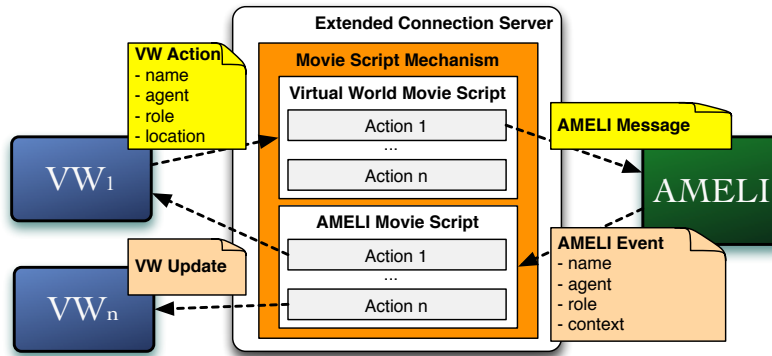 Extended Connection Server
VW Action
- name
- agent
- role
- location
Movie Script Mechanism
Virtual World Movie Script
Action 1
...
Action n
AMELI Message
VW1
AMELI
AMELI Movie Script
Action 1
...
Action n
VW Update
VWn
AMELI Event
- name
- agent
- role
- context